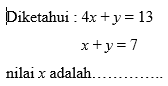 Diketahui : 4x + y = 13
x + y = 7
nilai x adalah..............